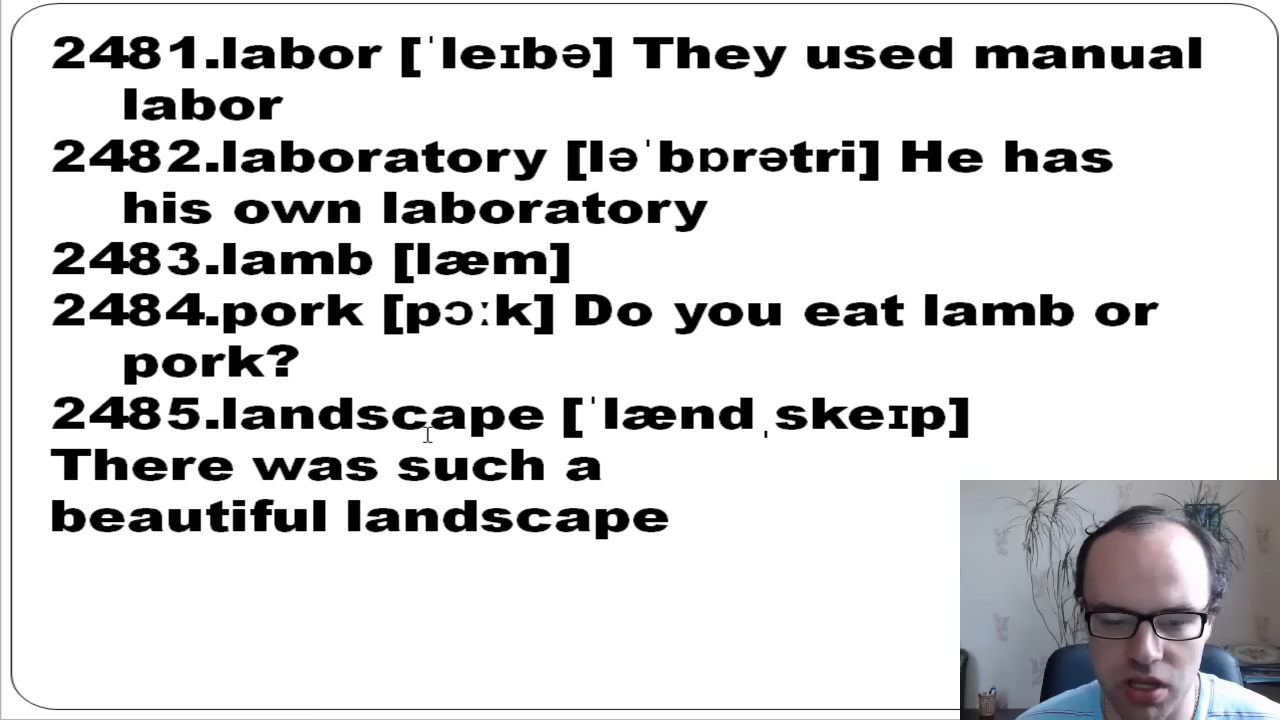 2481.labor [ˈleɪbə] They used manual
labor
2482.laboratory [ləˈbɒrətri] He has
his own laboratory
2483.lamb [læm]
2484.pork [pɔːk] Do you eat lamb or
pork?
2485.landscape [ˈlændˌskeɪp]
There was such a
beautiful landscape